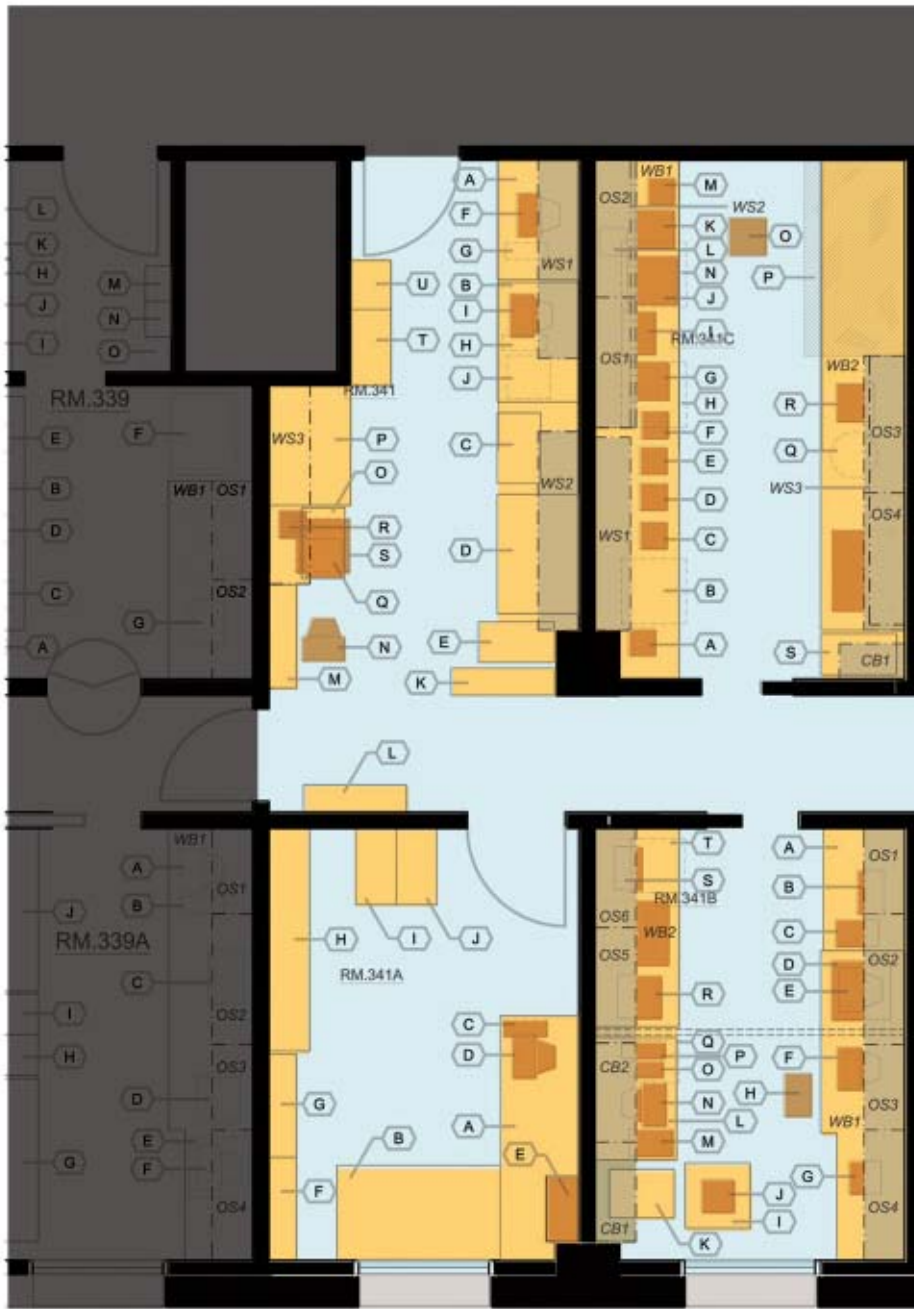 L
K
H
J
I
M
N
O
RM.339
E
B
D
C
A
F
WB1
OS1
OS2
G
A
F
G
B
I
H
J
WS1
U
T
RM.341
WS3
P
O
C
WS2
R
S
D
Q
N
E
M
K
L
OS2
WB1
M
WS2
K
O
L
N
P
J
I
RM.341C
G
OS1
H
WB2
R
F
OS3
E
Q
WS3
D
OS4
WS1
C
B
A
S
CB1
WB1
A
OS1
J
B
RM.339A
C
I
OS2
H
OS3
D
E
G
F
OS4
H
I
J
RM.341A
C
D
G
A
B
E
F
T
A
OS1
S
B
RM.341B
OS6
WB2
C
OS5
D
OS2
E
R
Q
P
F
CB2
O
H
N
OS3
L
WB1
M
G
J
I
OS4
CB1
K